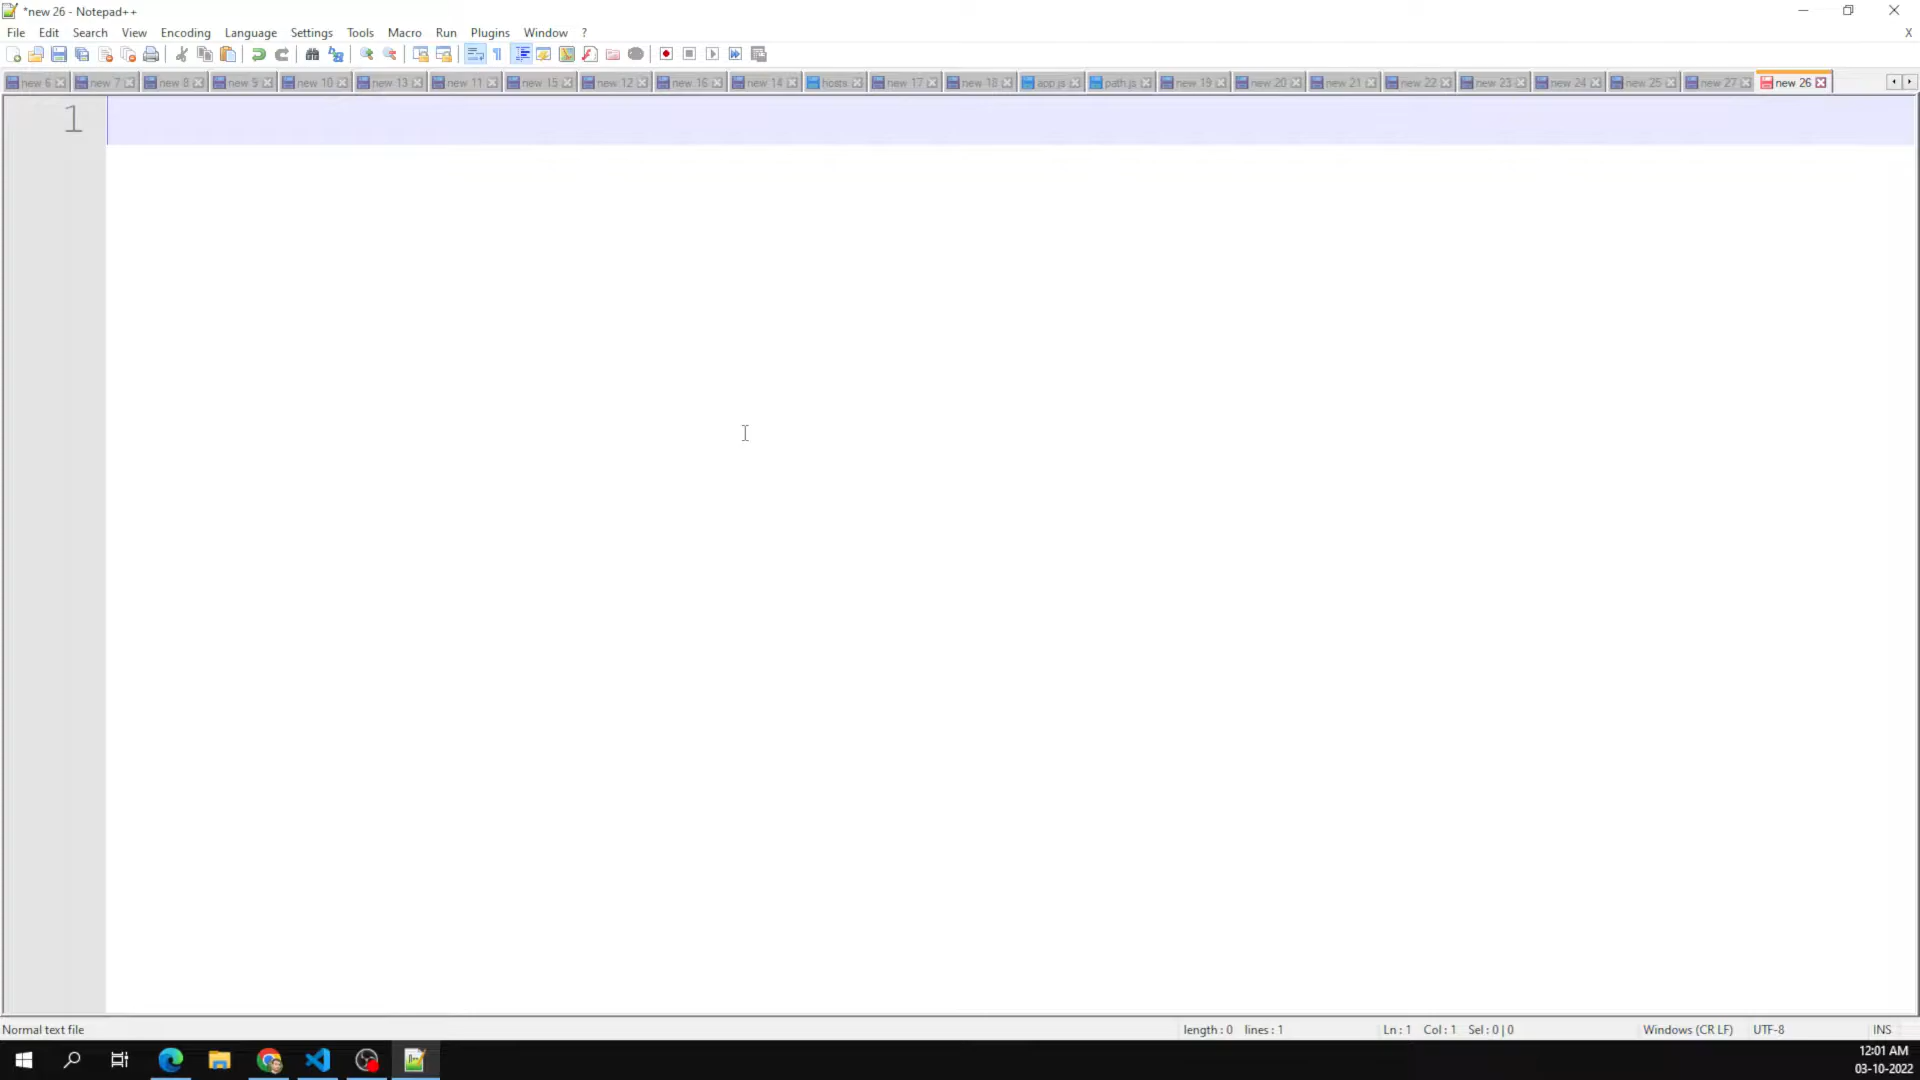 *new 26 - Notepad++
File Edit Search View Encoding Language Settings Tools Macro Run Plugins Window ? X
new 6 new 7 new 8 new 9 new 10 new 13 new 11 new 15 new 12 new 16 new 14 hosts new 17 new 18 app.js path.js new 19 new 20 new 21 new 22 new 23 new 24 new 25 new 27 new 26
1
Normal text file length : 0 lines : 1 Ln : 1 Col : 1 Sel : 0 | 0 Windows (CR LF) UTF-8 INS
12:01 AM
03-10-2022